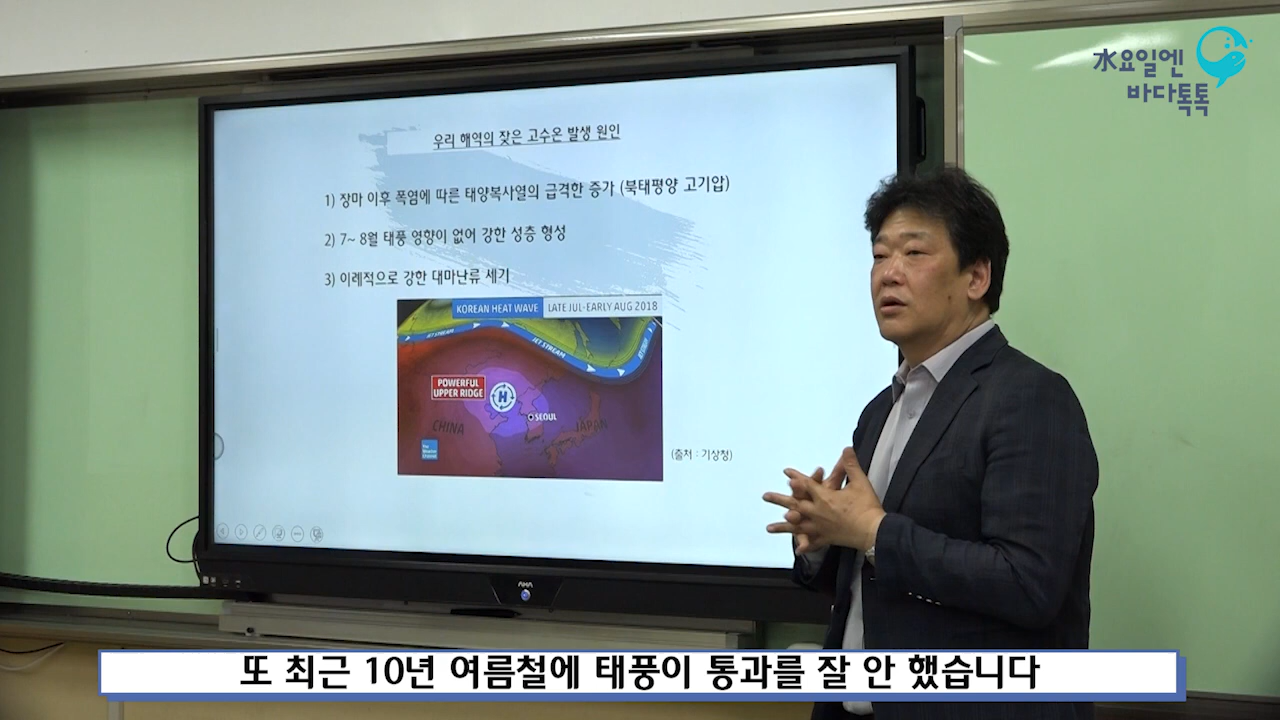 水요일엔
바다톡톡
우리 해역의 잦은 고수온 발생 원인
1) 장마 이후 폭염에 따른 태양복사열의 급격한 증가 (북태평양 고기압)
2) 7~ 8월 태풍 영향이 없어 강한 성층 형성
3) 이례적으로 강한 대마난류 세기
KOREAN HEAT WAVE LATE JUL-EARLY AUG 2018
JET STREAM
JET STREAM
POWERFUL
UPPER RIDGE
H
SEOUL
CHINA
JAPAN
The
Weather
Channel
(출처 : 기상청)
AHA
또 최근 10년 여름철에 태풍이 통과를 잘 안 했습니다